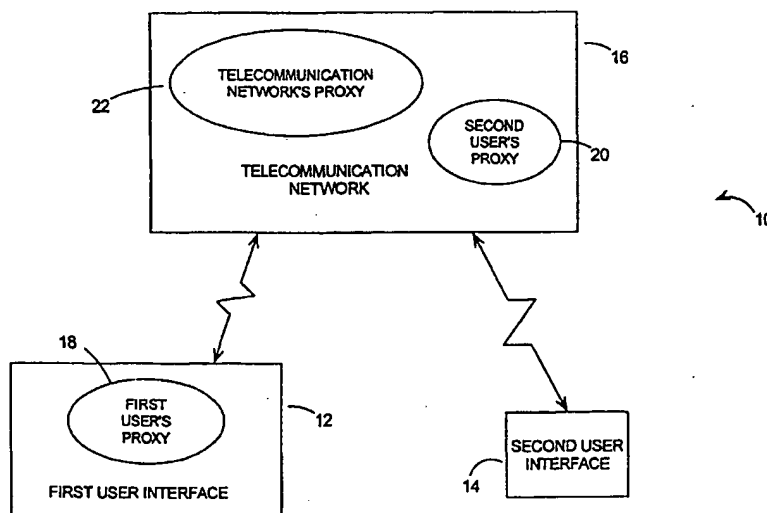 TELECOMMUNICATION
NETWORK'S PROXY
22
16
SECOND
USER'S
PROXY
20
TELECOMMUNICATION
NETWORK
10
18
FIRST
USER'S
PROXY
12
FIRST USER INTERFACE
SECOND USER
INTERFACE
14